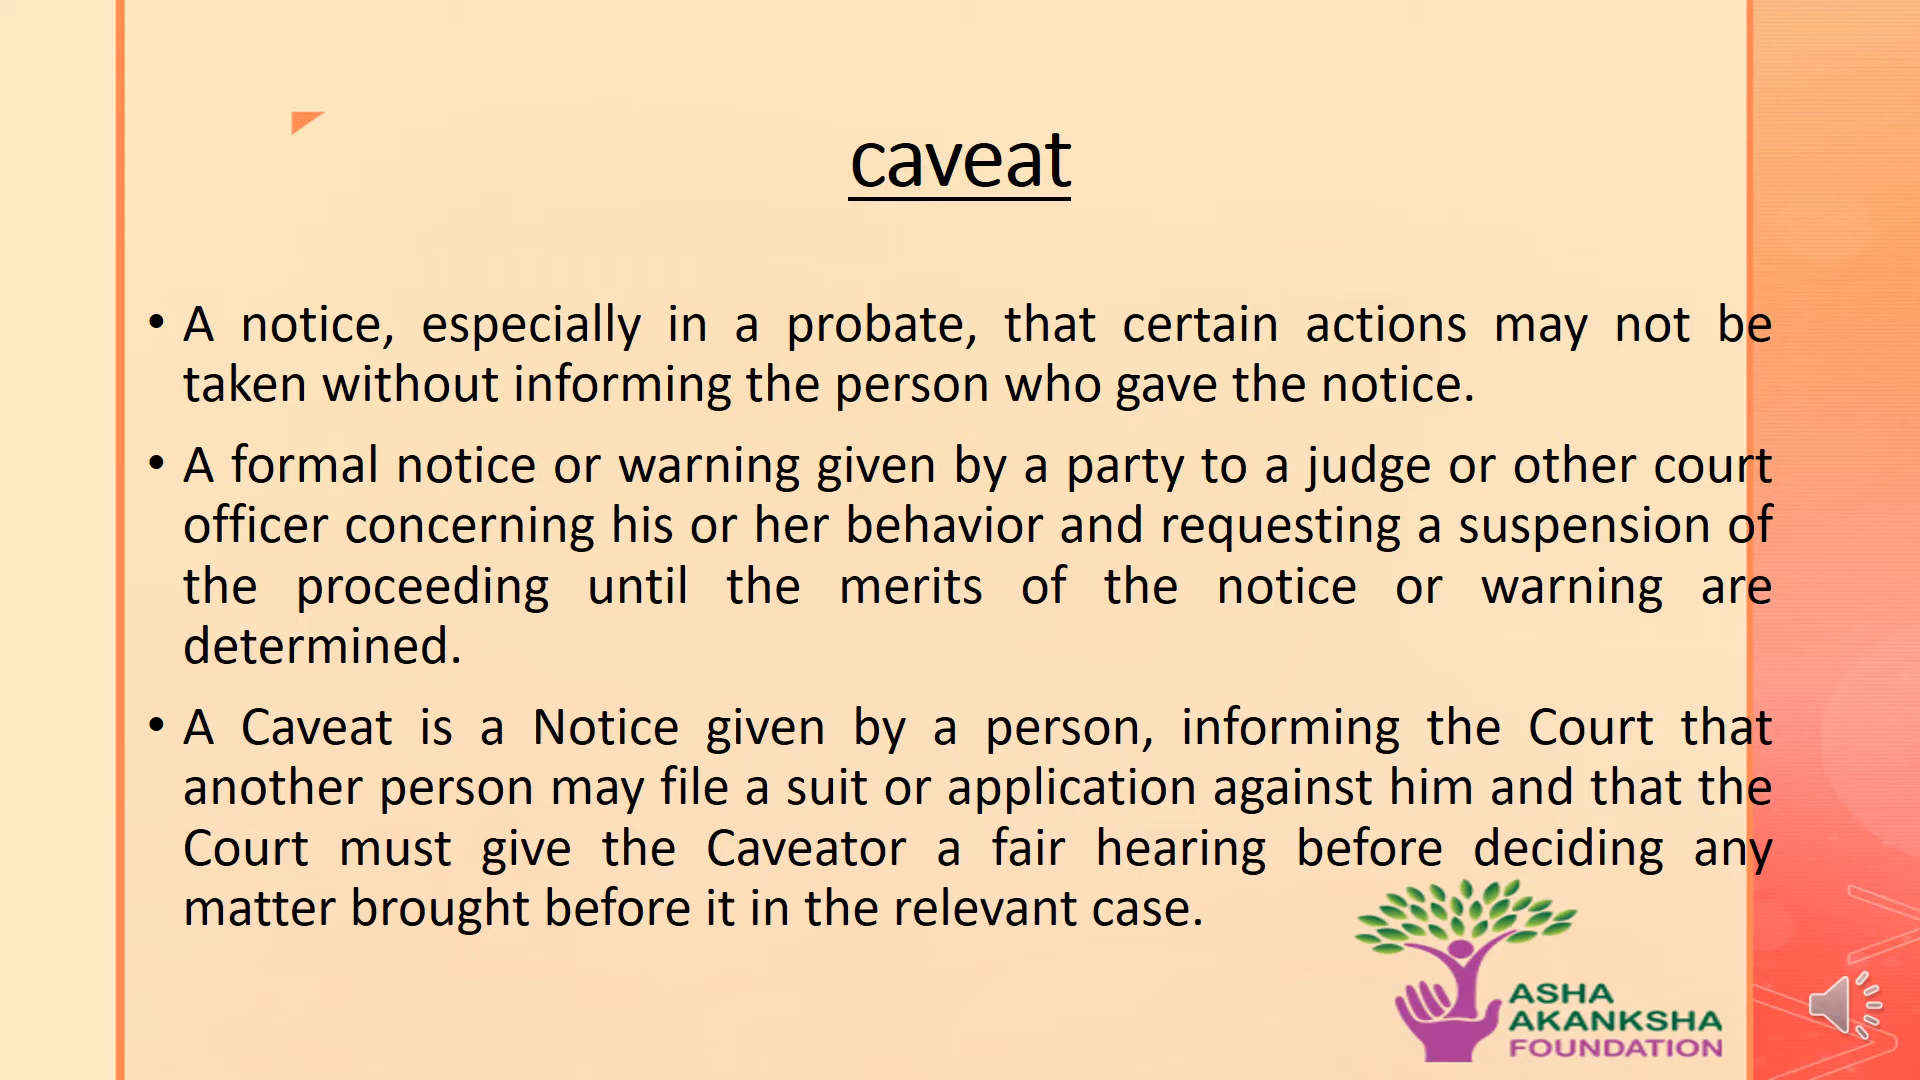 caveat
• A notice, especially in a probate, that certain actions may not be
taken without informing the person who gave the notice.
• A formal notice or warning given by a party to a judge or other court
officer concerning his or her behavior and requesting a suspension of
the proceeding until the merits of the notice or warning are
determined.
• A Caveat is a Notice given by a person, informing the Court that
another person may file a suit or application against him and that the
Court must give the Caveator a fair hearing before deciding any
matter brought before it in the relevant case.
ASHA
AKANKSHA
FOUNDATION